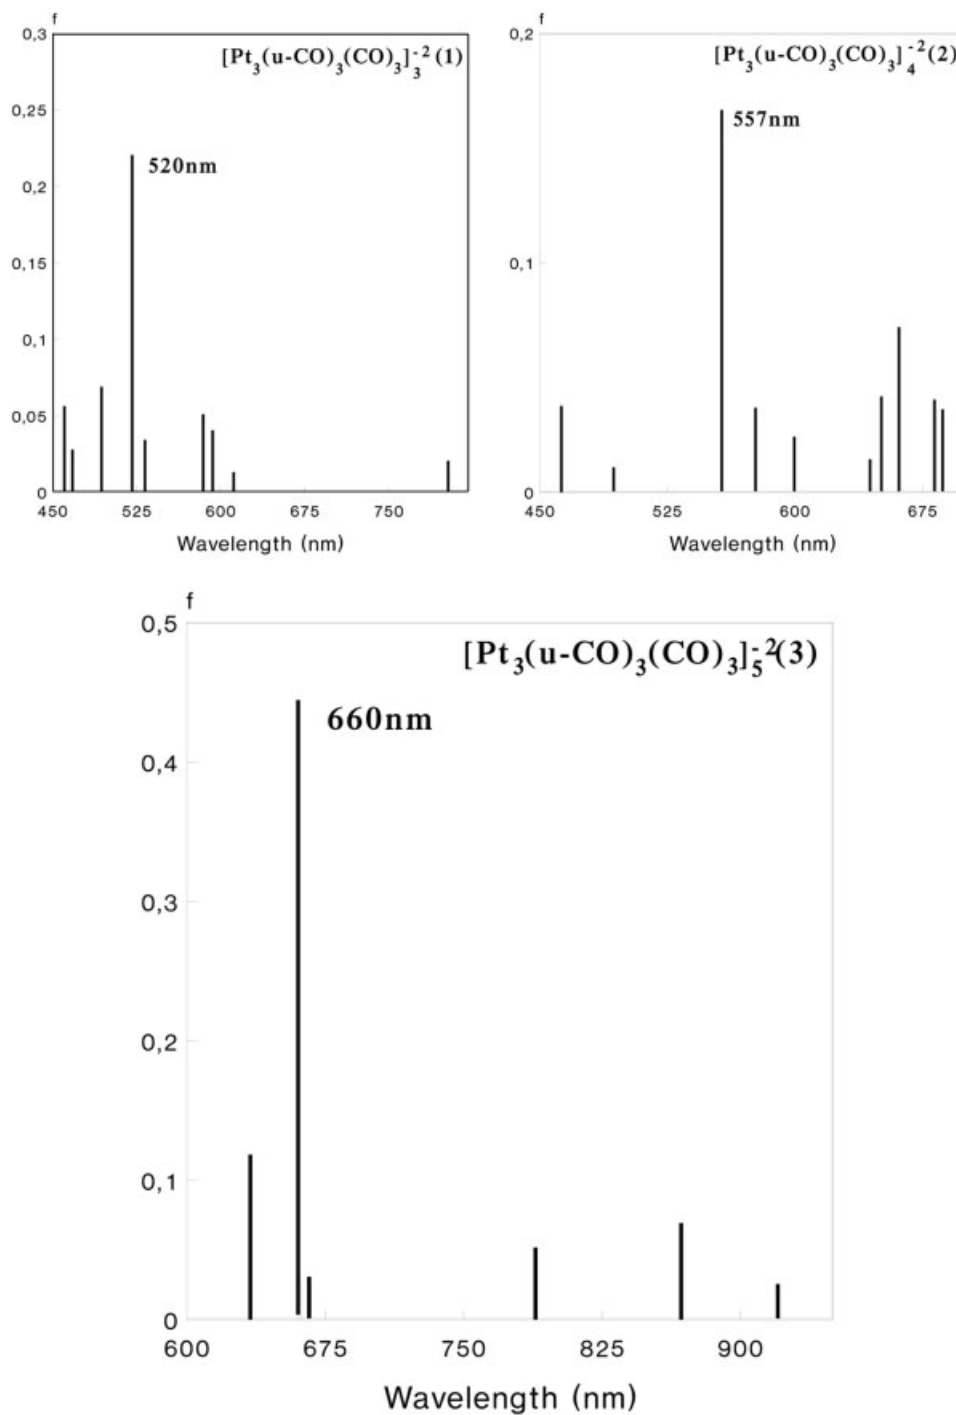 f
0,3
[Pt3(u-CO)3(CO)3]3-2(1)
0,25
520nm
0,2
0,15
0,1
0,05
0
450 525 600 675 750
Wavelength (nm)
f
0,2
[Pt3(u-CO)3(CO)3]4-2(2)
557nm
0,1
0
450 525 600 675
Wavelength (nm)
f
0,5
[Pt3(u-CO)3(CO)3]5-2(3)
660nm
0,4
0,3
0,2
0,1
0
600 675 750 825 900
Wavelength (nm)